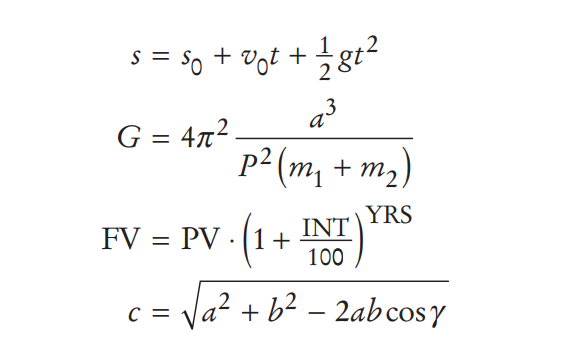 s = s₀ + v₀t + ½gt²
G = 4π² a³ / P²(m₁ + m₂)
FV = PV · (1 + INT/100)^YRS
c = √(a² + b² − 2ab cos γ)